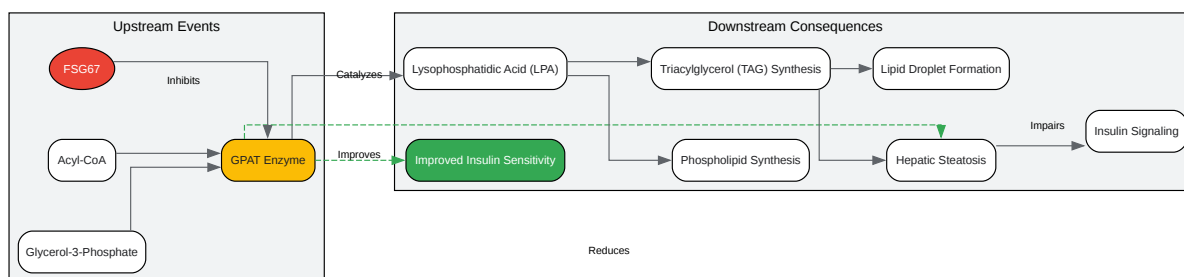 Upstream Events
Downstream Consequences
FSG67
Inhibits
Catalyzes
Lysophosphatidic Acid (LPA)
Triacylglycerol (TAG) Synthesis
Lipid Droplet Formation
Acyl-CoA
GPAT Enzyme
Improves
Improved Insulin Sensitivity
Phospholipid Synthesis
Hepatic Steatosis
Impairs
Insulin Signaling
Glycerol-3-Phosphate
Reduces